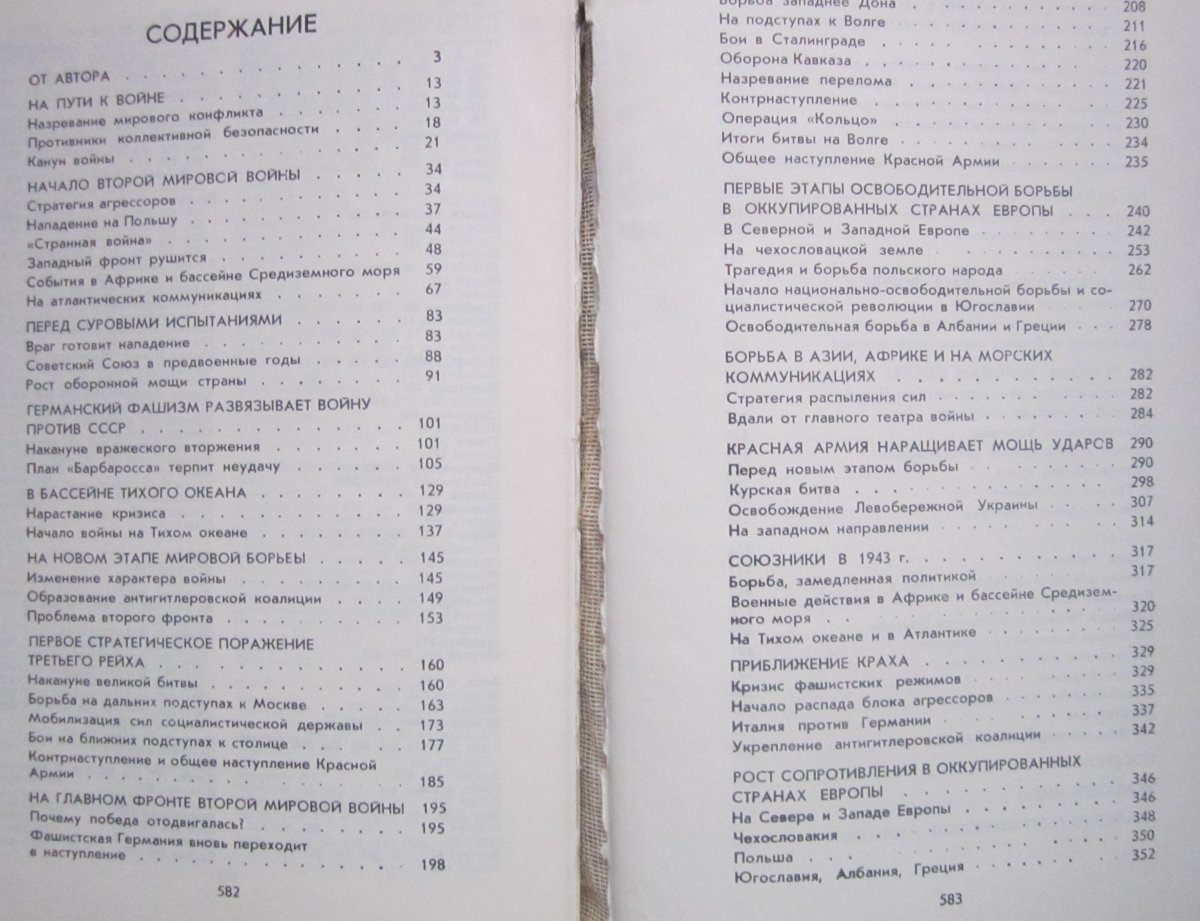 СОДЕРЖАНИЕ
ОТ АВТОРА . . . . . . . . . . . . . . . 3
НА ПУТИ К ВОЙНЕ . . . . . . . . . . . . 13
Назревание мирового конфликта . . . . . . 13
Противники коллективной безопасности . . . . 18
Канун войны . . . . . . . . . . . . . . 21
НАЧАЛО ВТОРОЙ МИРОВОЙ ВОЙНЫ . . . . . 34
Стратегия агрессоров . . . . . . . . . . . 34
Нападение на Польшу . . . . . . . . . . . 37
«Странная война» . . . . . . . . . . . . 44
Западный фронт рушится . . . . . . . . . 48
События в Африке и бассейне Средиземного моря 59
На атлантических коммуникациях . . . . . . 67
ПЕРЕД СУРОВЫМИ ИСПЫТАНИЯМИ . . . . . . 83
Враг готовит нападение . . . . . . . . . . 83
Советский Союз в предвоенные годы . . . . . 88
Рост оборонной мощи страны . . . . . . . . 91
ГЕРМАНСКИЙ ФАШИЗМ РАЗВЯЗЫВАЕТ ВОЙНУ
ПРОТИВ СССР . . . . . . . . . . . . . . 101
Накануне вражеского вторжения . . . . . . . 101
План «Барбаросса» терпит неудачу . . . . . . 105
В БАССЕЙНЕ ТИХОГО ОКЕАНА . . . . . . . . 129
Нарастание кризиса . . . . . . . . . . . . 129
Начало войны на Тихом океане . . . . . . . 137
НА НОВОМ ЭТАПЕ МИРОВОЙ БОРЬЕЫ . . . . . 145
Изменение характера войны . . . . . . . . 145
Образование антигитлеровской коалиции . . . . 149
Проблема второго фронта . . . . . . . . . 153
ПЕРВОЕ СТРАТЕГИЧЕСКОЕ ПОРАЖЕНИЕ
ТРЕТЬЕГО РЕЙХА . . . . . . . . . . . . . 160
Накануне великой битвы . . . . . . . . . . 160
Борьба на дальних подступах к Москве . . . . 163
Мобилизация сил социалистической державы . . 173
Бои на ближних подступах к столице . . . . . 177
Контрнаступление и общее наступление Красной
Армии . . . . . . . . . . . . . . . . . 185
НА ГЛАВНОМ ФРОНТЕ ВТОРОЙ МИРОВОЙ ВОЙНЫ 195
Почему победа отодвигалась? . . . . . . . . 195
Фашистская Германия вновь переходит
в наступление . . . . . . . . . . . . . . 198
582
Борьба западнее Дона . . . . . . . . . . . 208
На подступах к Волге . . . . . . . . . . . 211
Бои в Сталинграде . . . . . . . . . . . . 216
Оборона Кавказа . . . . . . . . . . . . . 220
Назревание перелома . . . . . . . . . . . 221
Контрнаступление . . . . . . . . . . . . . 225
Операция «Кольцо» . . . . . . . . . . . . 230
Итоги битвы на Волге . . . . . . . . . . . 234
Общее наступление Красной Армии . . . . . . 235
ПЕРВЫЕ ЭТАПЫ ОСВОБОДИТЕЛЬНОЙ БОРЬБЫ
В ОККУПИРОВАННЫХ СТРАНАХ ЕВРОПЫ . . . 240
В Северной и Западной Европе . . . . . . . 242
На чехословацкой земле . . . . . . . . . . 253
Трагедия и борьба польского народа . . . . . 262
Начало национально-освободительной борьбы и со-
циалистической революции в Югославии . . . . 270
Освободительная борьба в Албании и Греции . . . 278
БОРЬБА В АЗИИ, АФРИКЕ И НА МОРСКИХ
КОММУНИКАЦИЯХ . . . . . . . . . . . . 282
Стратегия распыления сил . . . . . . . . . 282
Вдали от главного театра войны . . . . . . . 284
КРАСНАЯ АРМИЯ НАРАЩИВАЕТ МОЩЬ УДАРСВ 290
Перед новым этапом борьбы . . . . . . . . 290
Курская битва . . . . . . . . . . . . . . 298
Освобождение Левобережной Украины . . . . 307
На западном направлении . . . . . . . . . 314
СОЮЗНИКИ В 1943 г. . . . . . . . . . . . 317
Борьба, замедленная политикой . . . . . . . 317
Военные действия в Африке и бассейне Средизем-
ного моря . . . . . . . . . . . . . . . 320
На Тихом океане и в Атлантике . . . . . . . 325
ПРИБЛИЖЕНИЕ КРАХА . . . . . . . . . . . 329
Кризис фашистских режимов . . . . . . . . 329
Начало распада блока агрессоров . . . . . . 335
Италия против Германии . . . . . . . . . . 337
Укрепление антигитлеровской коалиции . . . . 342
РОСТ СОПРОТИВЛЕНИЯ В ОККУПИРОВАННЫХ
СТРАНАХ ЕВРОПЫ . . . . . . . . . . . . 346
На Севере и Западе Европы . . . . . . . . 346
Чехословакия . . . . . . . . . . . . . . 348
Польша . . . . . . . . . . . . . . . . 350
Югославия, Албания, Греция . . . . . . . . 352
583